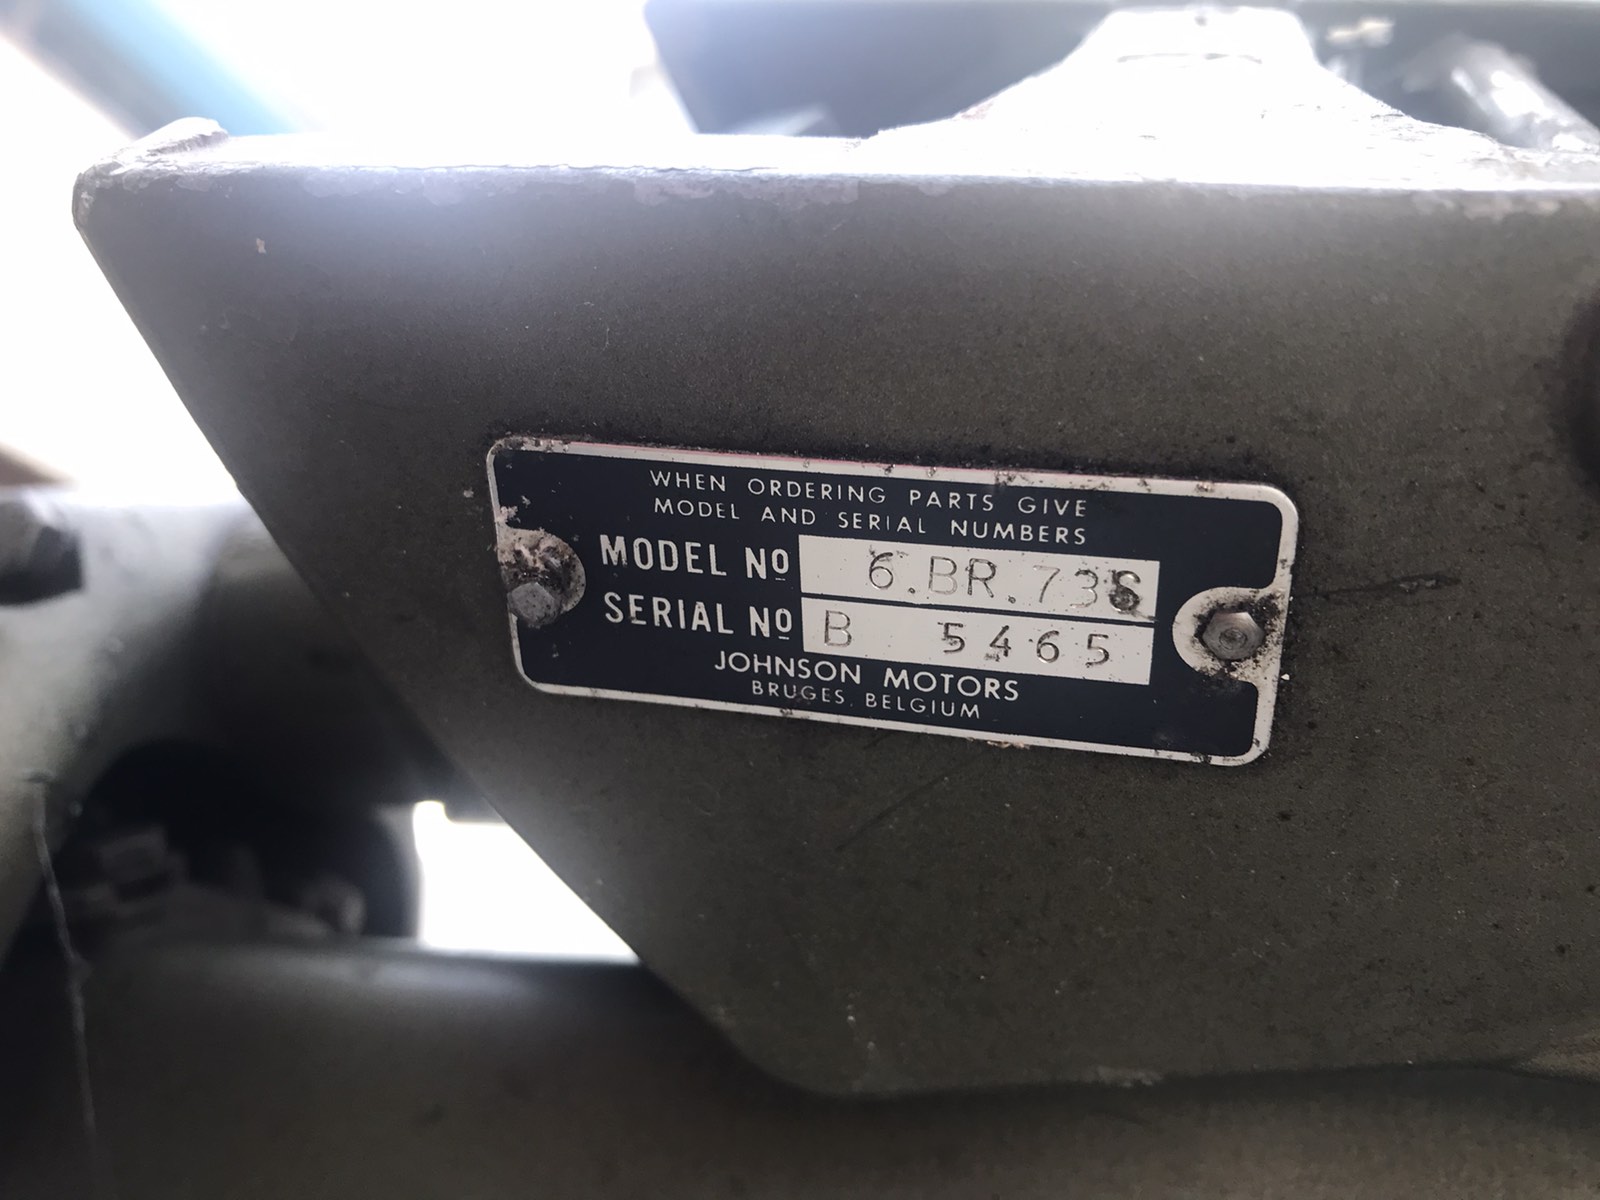 WHEN ORDERING PARTS GIVE
MODEL AND SERIAL NUMBERS
MODEL Nº 6.BR.73S
SERIAL Nº B 5465
JOHNSON MOTORS
BRUGES. BELGIUM